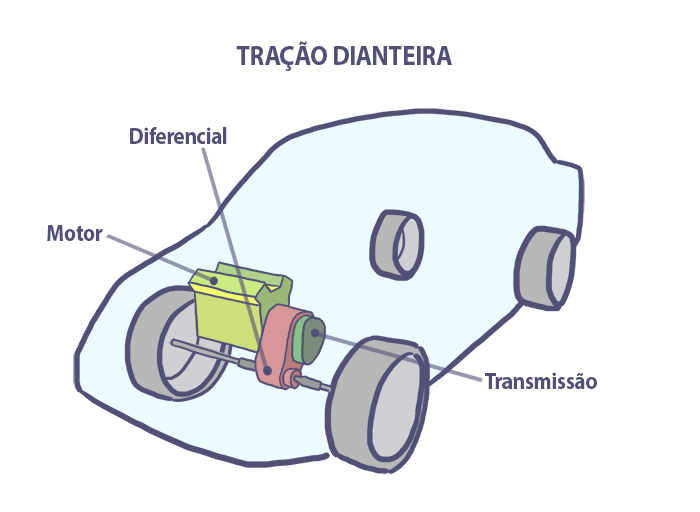 TRAÇÃO DIANTEIRA
Diferencial
Motor
Transmissão